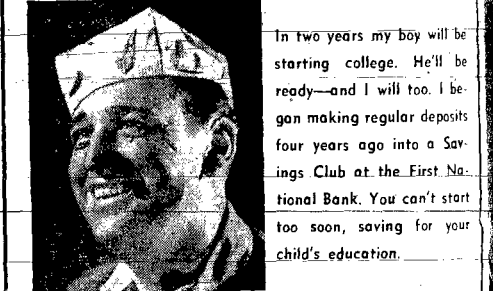 In two years my boy will be
starting college. He'll be
ready—and I will too. I be-
gan making regular deposits
four years ago into a Sav-
ings Club at the First Na-
tional Bank. You can't start
too soon, saving for your
child's education.